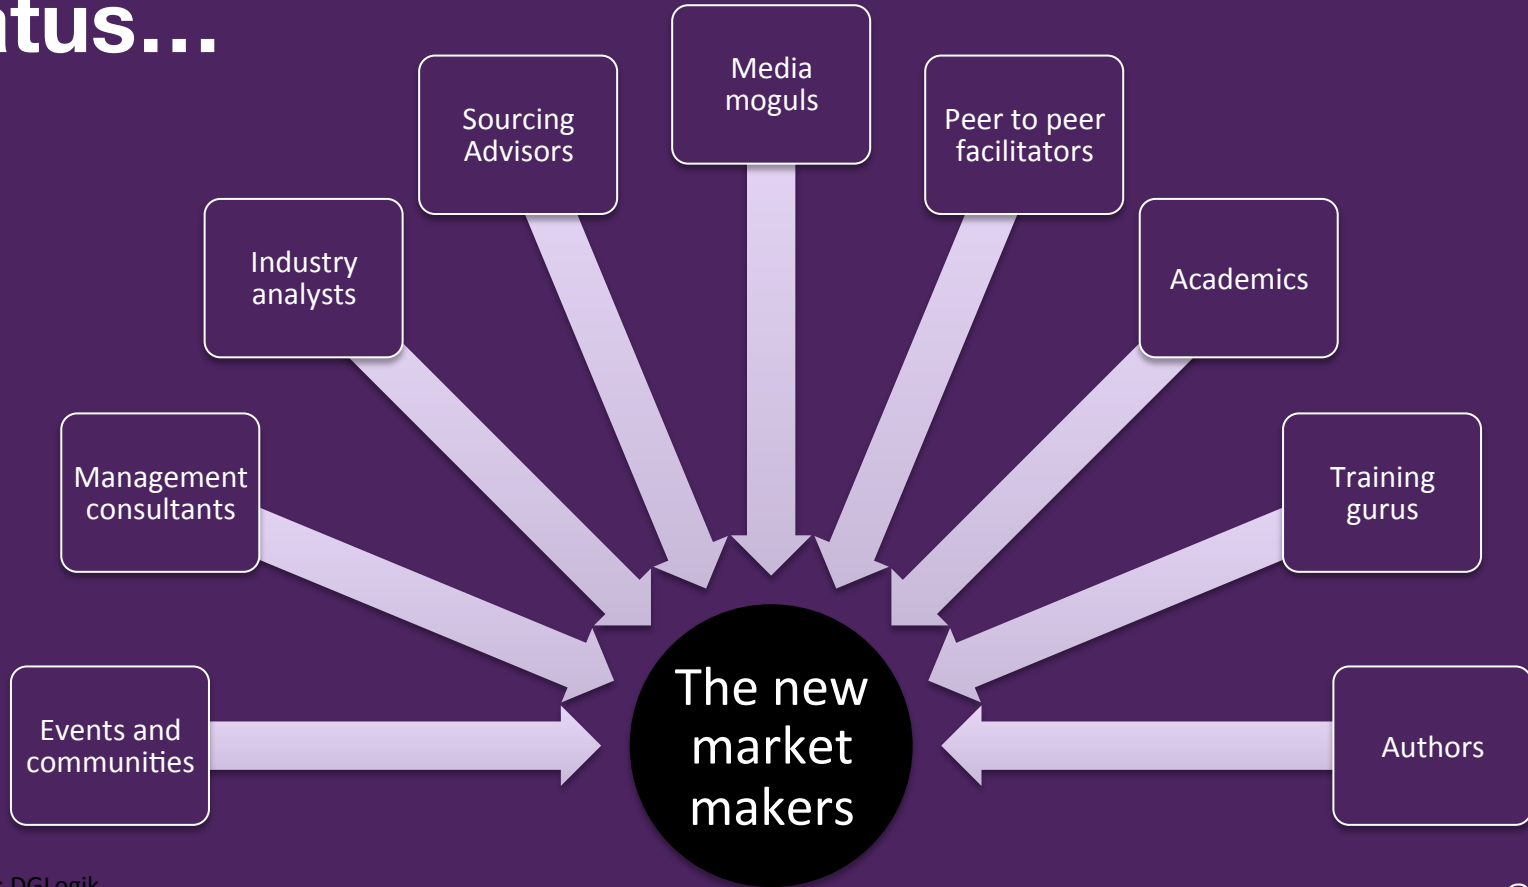 atus...
Media
moguls
Sourcing
Advisors
Peer to peer
facilitators
Industry
analysts
Academics
Management
consultants
Training
gurus
Events and
communities
The new
market
makers
Authors
: DGLogik